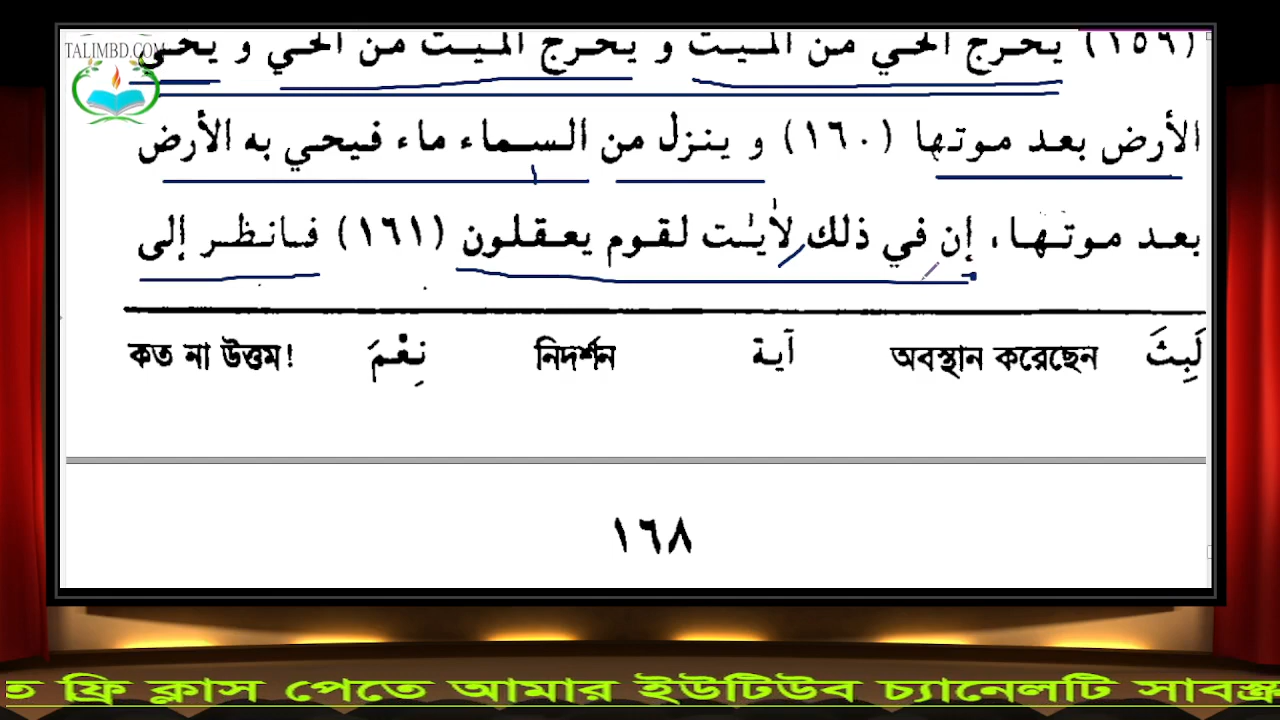 TALIMBD.COM
(١٥٩) يخرج الحي من الميت و يخرج الميت من الحي و يحى
الأرض بعد موتها (١٦٠) و ينزل من السماء ماء فيحي به الأرض
بعد موتها، إن في ذلك لأيٰت لقوم يعقلون (١٦١) فانظر إلى
لَبِثَ অবস্থান করেছেন آية নিদর্শন نِعْمَ কত না উত্তম!
١٦٨
ত ফ্রি ক্লাস পেতে আমার ইউটিউব চ্যানেলটি সাবস্ক্র